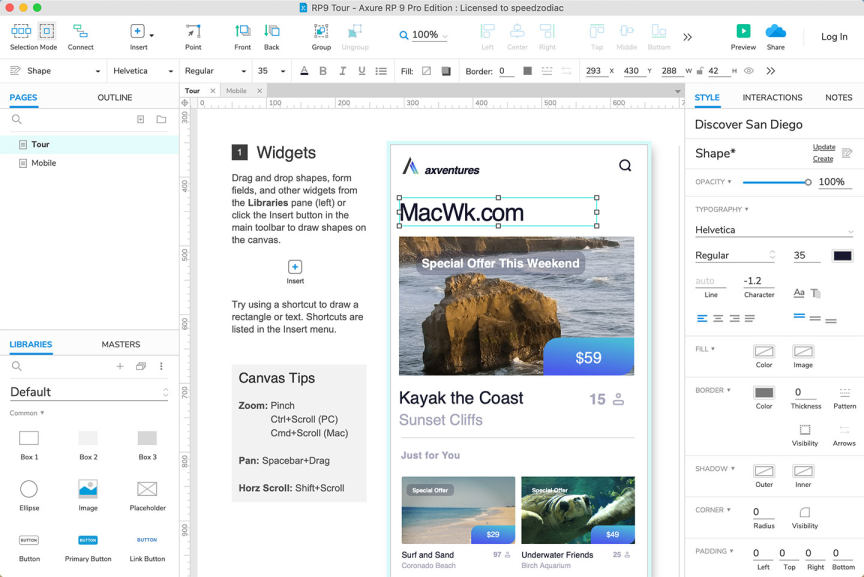 RP9 Tour - Axure RP 9 Pro Edition : Licensed to speedzodiac
Selection Mode Connect Insert Point Front Back Group Ungroup 100% Left Center Right Top Middle Bottom Preview Share Log In
Shape Helvetica Regular 35 Fill: Border: 0 293 X 430 Y 288 W 42 H
PAGES OUTLINE
Tour
Mobile
Tour Mobile
0 100 200 300 400 500 600
300
400
500
600
700
800
900
1 Widgets
Drag and drop shapes, form
fields, and other widgets from
the Libraries pane (left) or
click the Insert button in the
main toolbar to draw shapes on
the canvas.
Insert
Try using a shortcut to draw a
rectangle or text. Shortcuts are
listed in the Insert menu.
Canvas Tips
Zoom: Pinch
Ctrl+Scroll (PC)
Cmd+Scroll (Mac)
Pan: Spacebar+Drag
Horz Scroll: Shift+Scroll
axventures
MacWk.com
Special Offer This Weekend
$59
Kayak the Coast 15
Sunset Cliffs
Just for You
Special Offer Special Offer
$29 $49
Surf and Sand 97 Underwater Friends 25
Coronado Beach Birch Aquarium
LIBRARIES MASTERS
Default
Common
Box 1 Box 2 Box 3
Ellipse Image Placeholder
BUTTON BUTTON BUTTON
Button Primary Button Link Button
STYLE INTERACTIONS NOTES
Discover San Diego
Shape* Update
Create
OPACITY 100%
TYPOGRAPHY
Helvetica
Regular 35
auto -1.2 Aa
Line Character
FILL
Color Image
BORDER 0
Color Thickness Pattern
Visibility Arrows
SHADOW
Outer Inner
CORNER 0
Radius Visibility
PADDING 0 0 0 0
Left Top Right Bottom